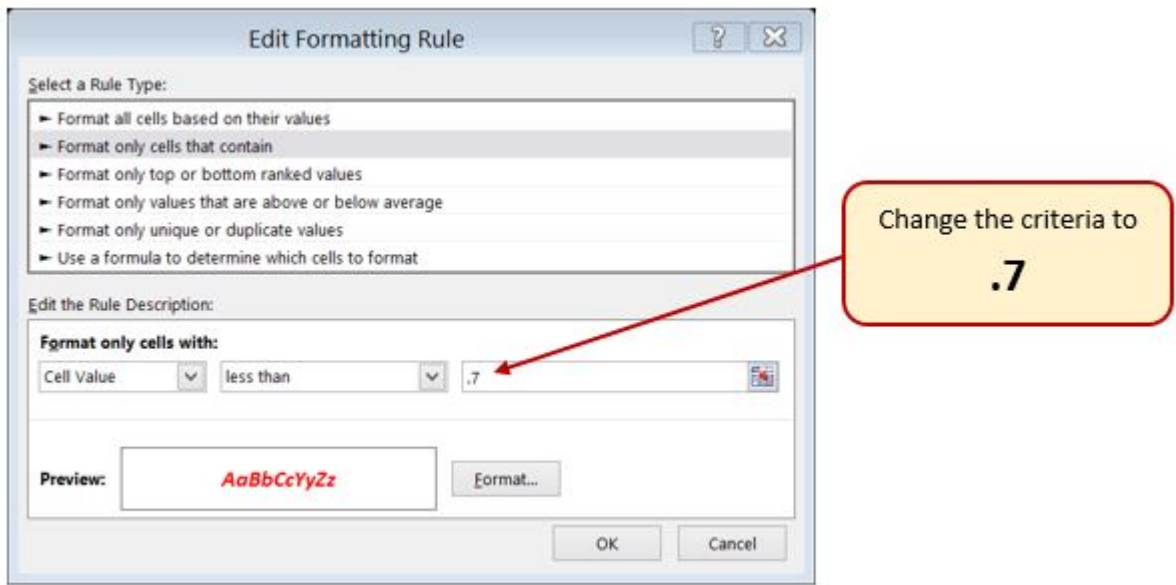 Edit Formatting Rule
Select a Rule Type:
► Format all cells based on their values
► Format only cells that contain
► Format only top or bottom ranked values
► Format only values that are above or below average
► Format only unique or duplicate values
► Use a formula to determine which cells to format
Edit the Rule Description:
Format only cells with:
Cell Value less than .7
Preview: AaBbCcYyZz Format...
OK Cancel
Change the criteria to
.7